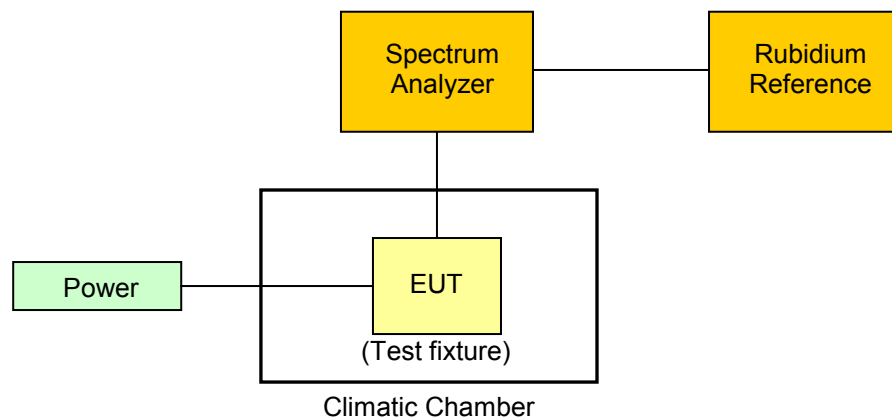 Spectrum
Analyzer
Rubidium
Reference
Power
EUT
(Test fixture)
Climatic Chamber